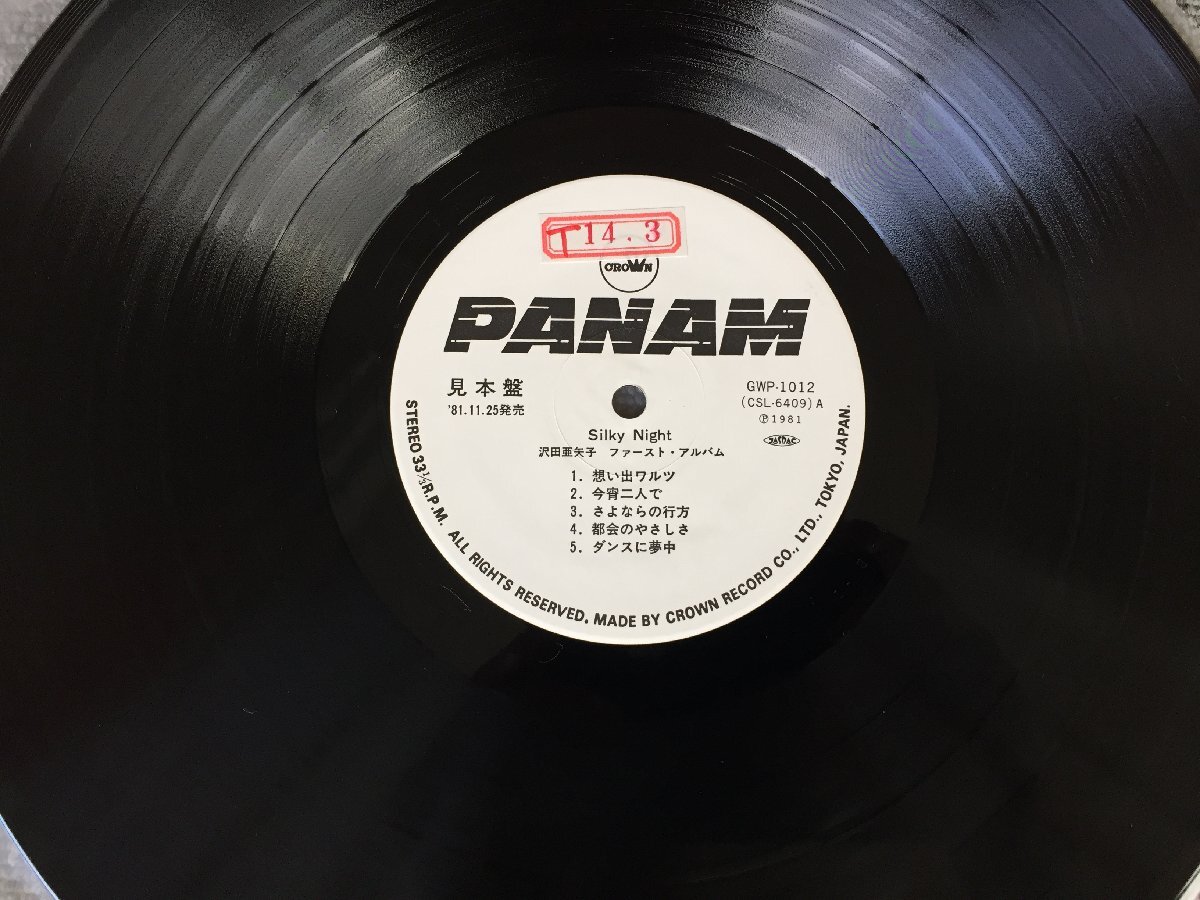 T14.3
CROWN
PANAM
見本盤
'81.11.25発売
GWP-1012
(CSL-6409) A
Ⓟ1981
JASRAC
Silky Night
沢田亜矢子 ファースト・アルバム
1. 想い出ワルツ
2. 今宵二人で
3. さよならの行方
4. 都会のやさしさ
5. ダンスに夢中
STEREO 33⅓R.P.M. ALL RIGHTS RESERVED. MADE BY CROWN RECORD CO., LTD., TOKYO, JAPAN.